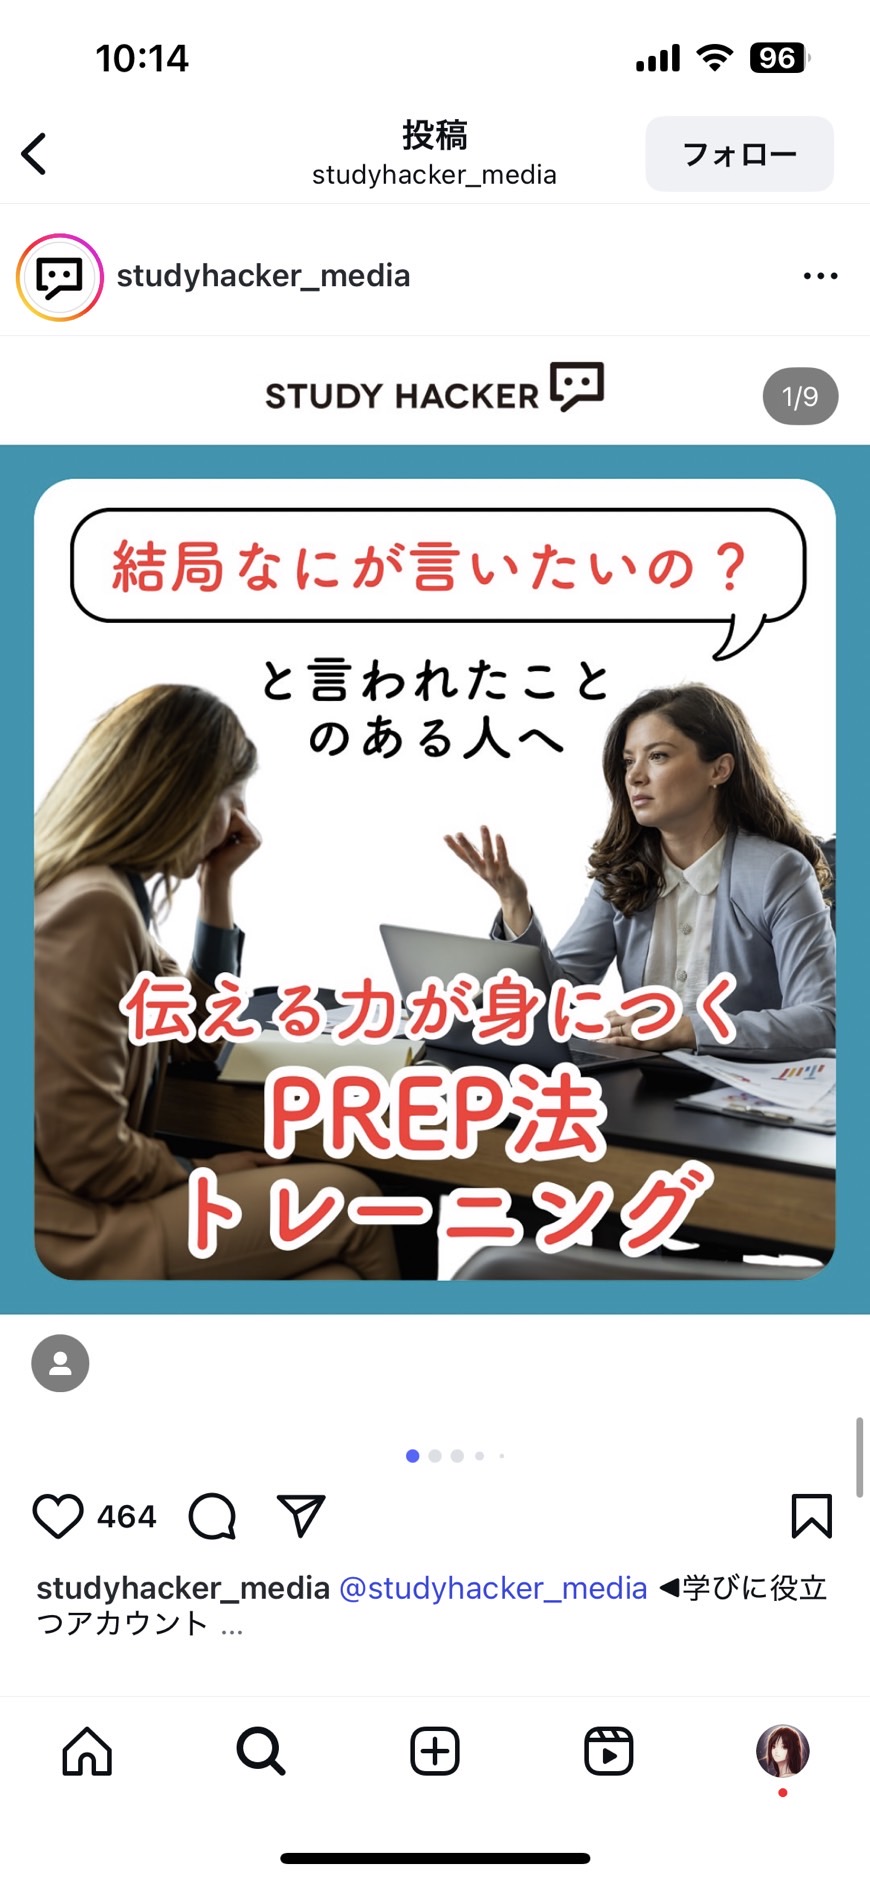 10:14
96
投稿
studyhacker_media
フォロー
studyhacker_media
STUDY HACKER
1/9
結局なにが言いたいの？
と言われたこと
のある人へ
伝える力が身につく
PREP法
トレーニング
464
studyhacker_media @studyhacker_media ◀学びに役立
つアカウント ...